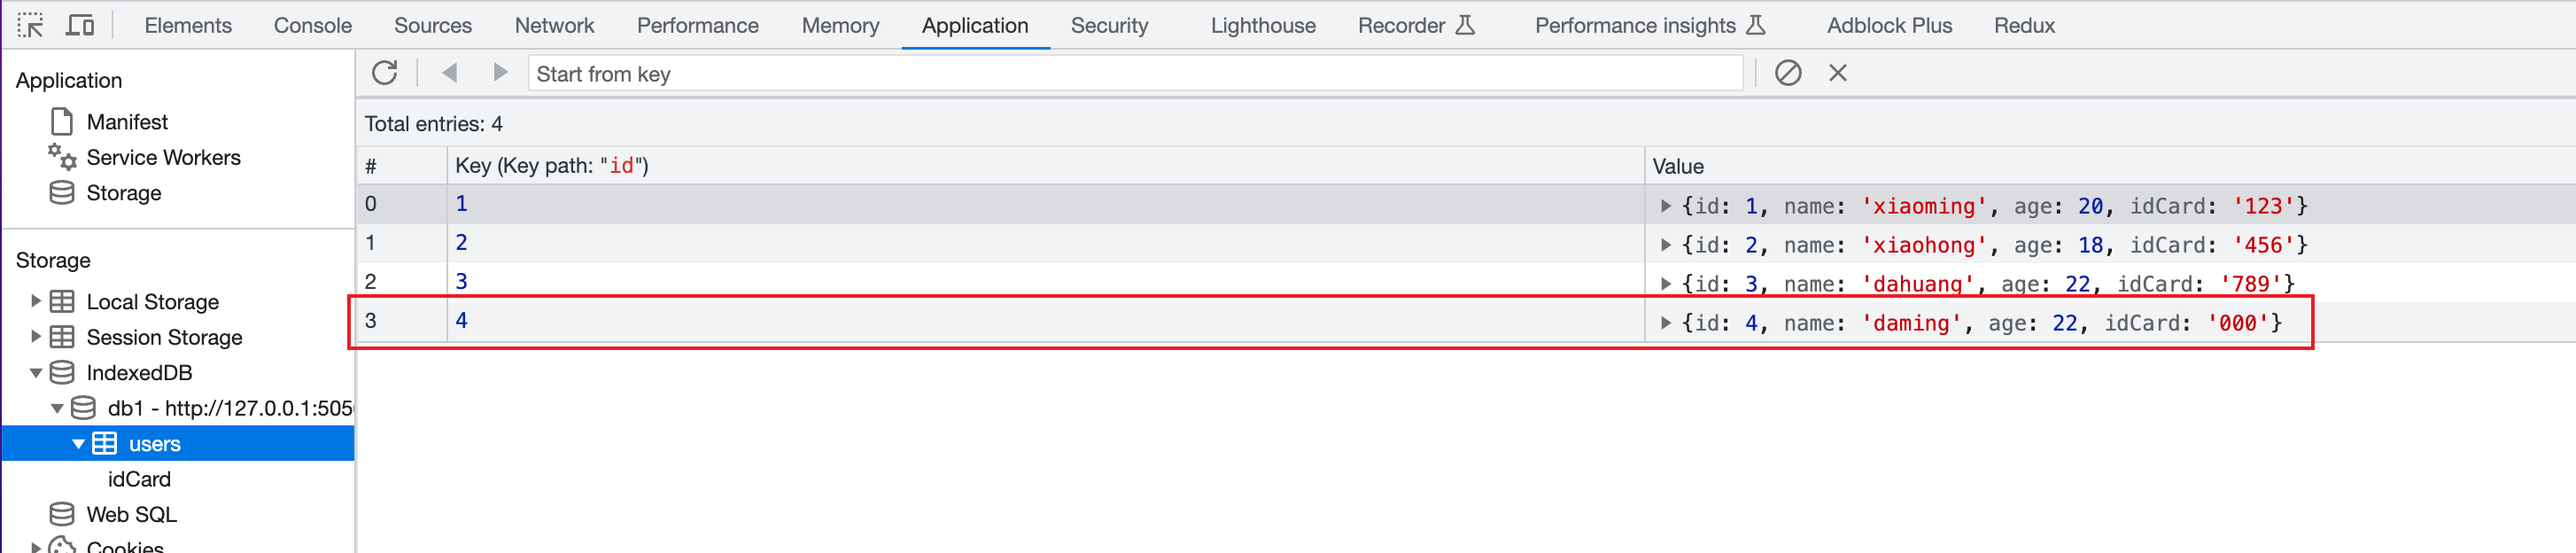 Elements Console Sources Network Performance Memory Application Security Lighthouse Recorder Performance insights Adblock Plus Redux
Application
Manifest
Service Workers
Storage
Storage
Local Storage
Session Storage
IndexedDB
db1 - http://127.0.0.1:505
users
idCard
Web SQL
Cookies
Start from key
Total entries: 4
# Key (Key path: "id") Value
0 1 {id: 1, name: 'xiaoming', age: 20, idCard: '123'}
1 2 {id: 2, name: 'xiaohong', age: 18, idCard: '456'}
2 3 {id: 3, name: 'dahuang', age: 22, idCard: '789'}
3 4 {id: 4, name: 'daming', age: 22, idCard: '000'}